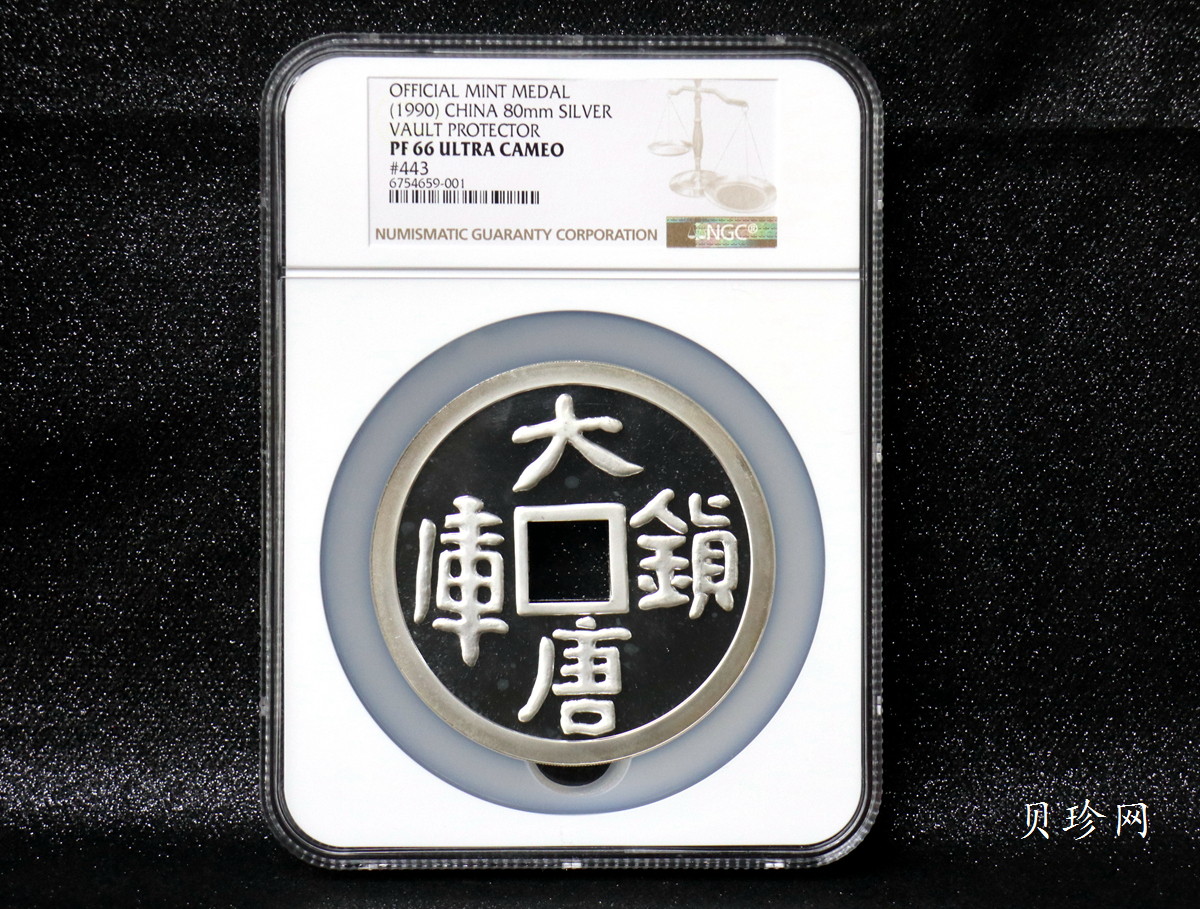 OFFICIAL MINT MEDAL
(1990) CHINA 80mm SILVER
VAULT PROTECTOR
PF 66 ULTRA CAMEO
#443
6754659-001
NUMISMATIC GUARANTY CORPORATION
NGC®
大
庫 鎮
唐
贝珍网